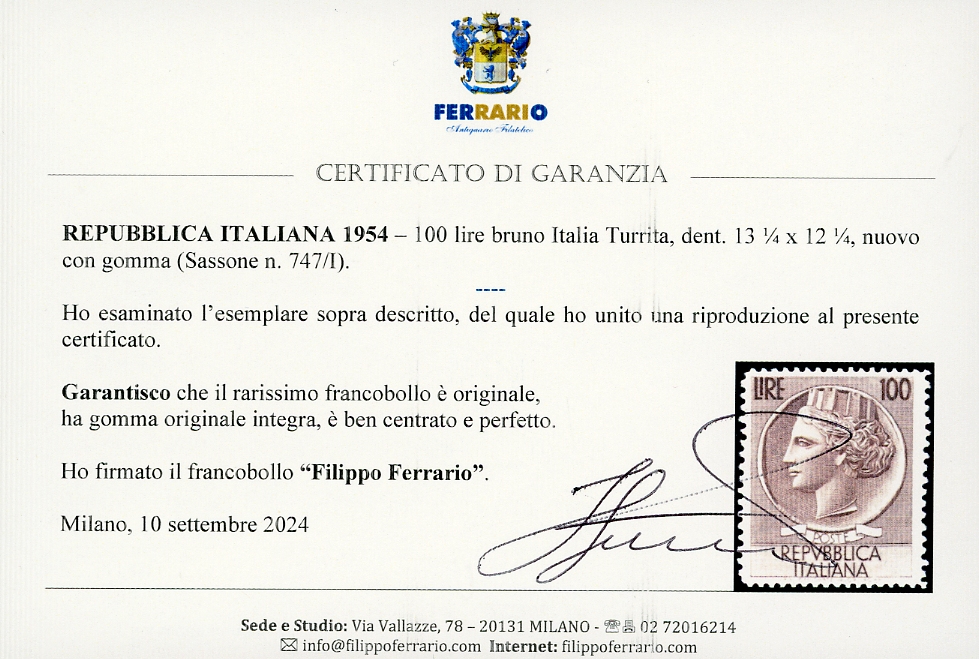 FERRARIO
Antiquario Filatelico
CERTIFICATO DI GARANZIA
REPUBBLICA ITALIANA 1954 – 100 lire bruno Italia Turrita, dent. 13 ¼ x 12 ¼, nuovo
con gomma (Sassone n. 747/I).
----
Ho esaminato l'esemplare sopra descritto, del quale ho unito una riproduzione al presente
certificato.
Garantisco che il rarissimo francobollo è originale,
ha gomma originale integra, è ben centrato e perfetto.
Ho firmato il francobollo “Filippo Ferrario”.
Milano, 10 settembre 2024
LIRE 100
POSTE
REPVBBLICA
ITALIANA
Sede e Studio: Via Vallazze, 78 – 20131 MILANO - ☏ 02 72016214
✉ info@filippoferrario.com Internet: filippoferrario.com